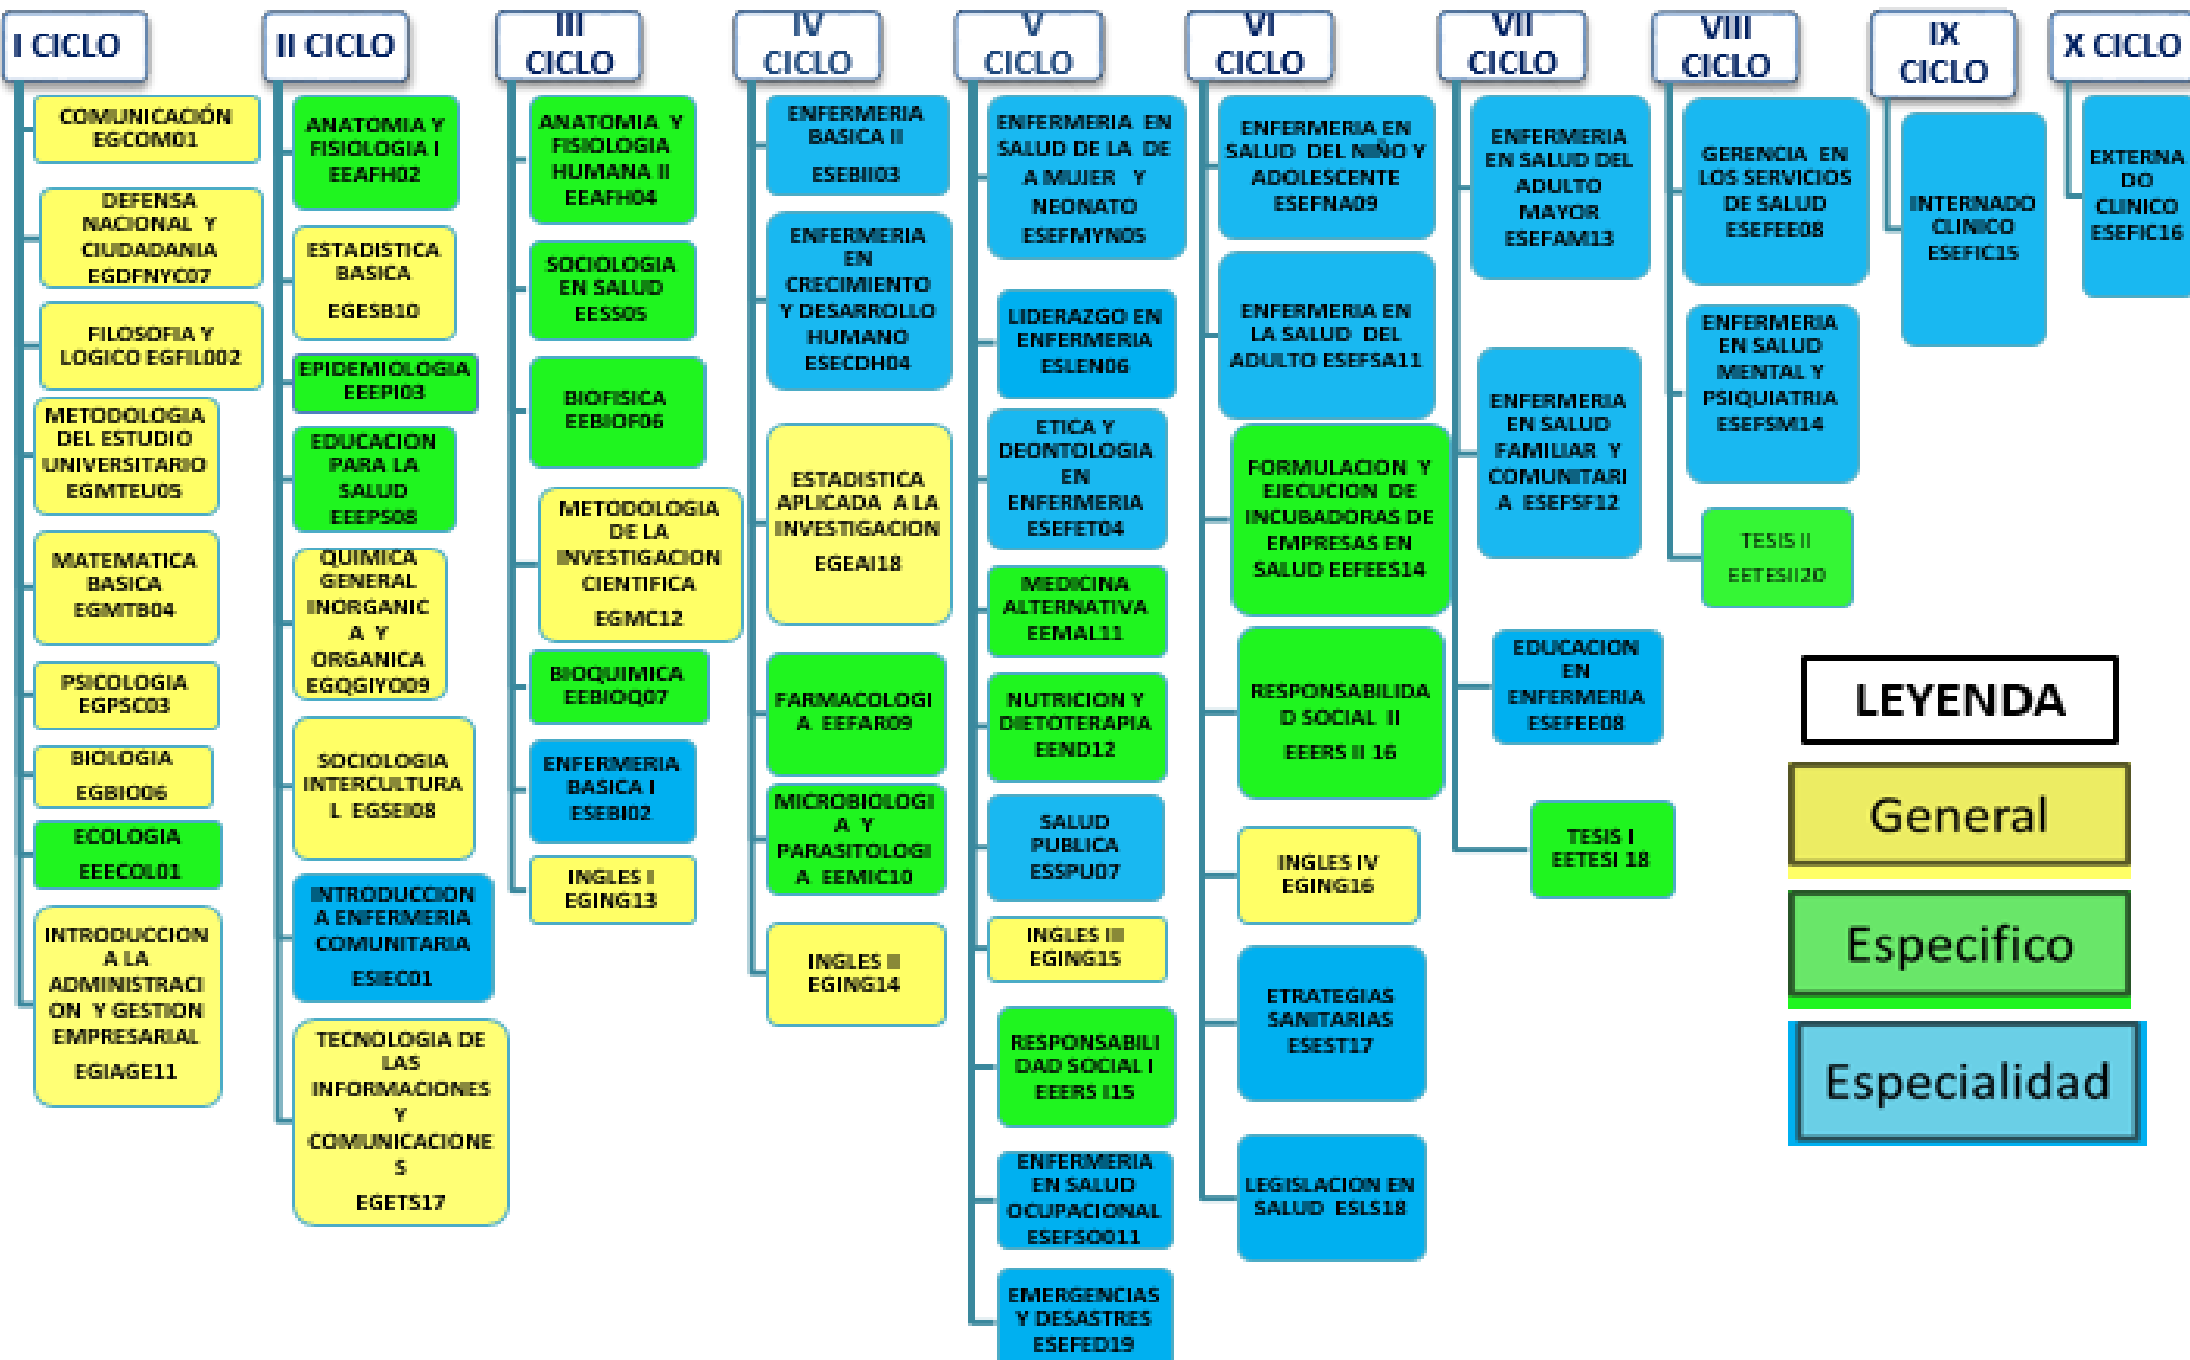 I CICLO
COMUNICACIÓN
EGCOM01
DEFENSA
NACIONAL Y
CIUDADANIA
EGDFNYC07
FILOSOFIA Y
LOGICO EGFIL002
METODOLOGIA
DEL ESTUDIO
UNIVERSITARIO
EGMTEU05
MATEMATICA
BASICA
EGMTB04
PSICOLOGIA
EGPSC03
BIOLOGIA
EGBIO06
ECOLOGIA
EEECOL01
INTRODUCCION
A LA
ADMINISTRACI
ON Y GESTION
EMPRESARIAL
EGIAGE11
II CICLO
ANATOMIA Y
FISIOLOGIA I
EEAFH02
ESTADISTICA
BASICA
EGESB10
EPIDEMIOLOGIA
EEEPI03
EDUCACION
PARA LA
SALUD
EEEPS08
QUIMICA
GENERAL
INORGANIC
A Y
ORGANICA
EGQGIYO09
SOCIOLOGIA
INTERCULTURA
L EGSEI08
INTRODUCCION
A ENFERMERIA
COMUNITARIA
ESIEC01
TECNOLOGIA DE
LAS
INFORMACIONES
Y
COMUNICACIONE
S
EGETS17
III
CICLO
ANATOMIA Y
FISIOLOGIA
HUMANA II
EEAFH04
SOCIOLOGIA
EN SALUD
EESS05
BIOFISICA
EEBIOF06
METODOLOGIA
DE LA
INVESTIGACION
CIENTIFICA
EGMC12
BIOQUIMICA
EEBIOQ07
ENFERMERIA
BASICA I
ESEBI02
INGLES I
EGING13
IV
CICLO
ENFERMERIA
BASICA II
ESEBII03
ENFERMERIA
EN
CRECIMIENTO
Y DESARROLLO
HUMANO
ESECDH04
ESTADISTICA
APLICADA A LA
INVESTIGACION
EGEAI18
FARMACOLOGI
A EEFAR09
MICROBIOLOGI
A Y
PARASITOLOGI
A EEMIC10
INGLES II
EGING14
V
CICLO
ENFERMERIA EN
SALUD DE LA DE
A MUJER Y
NEONATO
ESEFMYN05
LIDERAZGO EN
ENFERMERIA
ESLEN06
ETICA Y
DEONTOLOGIA
EN
ENFERMERIA
ESEFET04
MEDICINA
ALTERNATIVA
EEMAL11
NUTRICION Y
DIETOTERAPIA
EEND12
SALUD
PUBLICA
ESSPU07
INGLES III
EGING15
RESPONSABILI
DAD SOCIAL I
EEERS I15
ENFERMERIA
EN SALUD
OCUPACIONAL
ESEFSO011
EMERGENCIAS
Y DESASTRES
ESEFED19
VI
CICLO
ENFERMERIA EN
SALUD DEL NIÑO Y
ADOLESCENTE
ESEFNA09
ENFERMERIA EN
LA SALUD DEL
ADULTO ESEFSA11
FORMULACION Y
EJECUCION DE
INCUBADORAS DE
EMPRESAS EN
SALUD EEFEES14
RESPONSABILIDA
D SOCIAL II
EEERS II 16
INGLES IV
EGING16
ETRATEGIAS
SANITARIAS
ESEST17
LEGISLACION EN
SALUD ESLS18
VII
CICLO
ENFERMERIA
EN SALUD DEL
ADULTO
MAYOR
ESEFAM13
ENFERMERIA
EN SALUD
FAMILIAR Y
COMUNITARI
A ESEFSF12
EDUCACION
EN
ENFERMERIA
ESEFEE08
TESIS I
EETESI 18
VIII
CICLO
GERENCIA EN
LOS SERVICIOS
DE SALUD
ESEFEE08
ENFERMERIA
EN SALUD
MENTAL Y
PSIQUIATRIA
ESEFSM14
TESIS II
EETESII20
IX
CICLO
INTERNADO
CLINICO
ESEFIC15
X CICLO
EXTERNA
DO
CLINICO
ESEFIC16
LEYENDA
General
Especifico
Especialidad